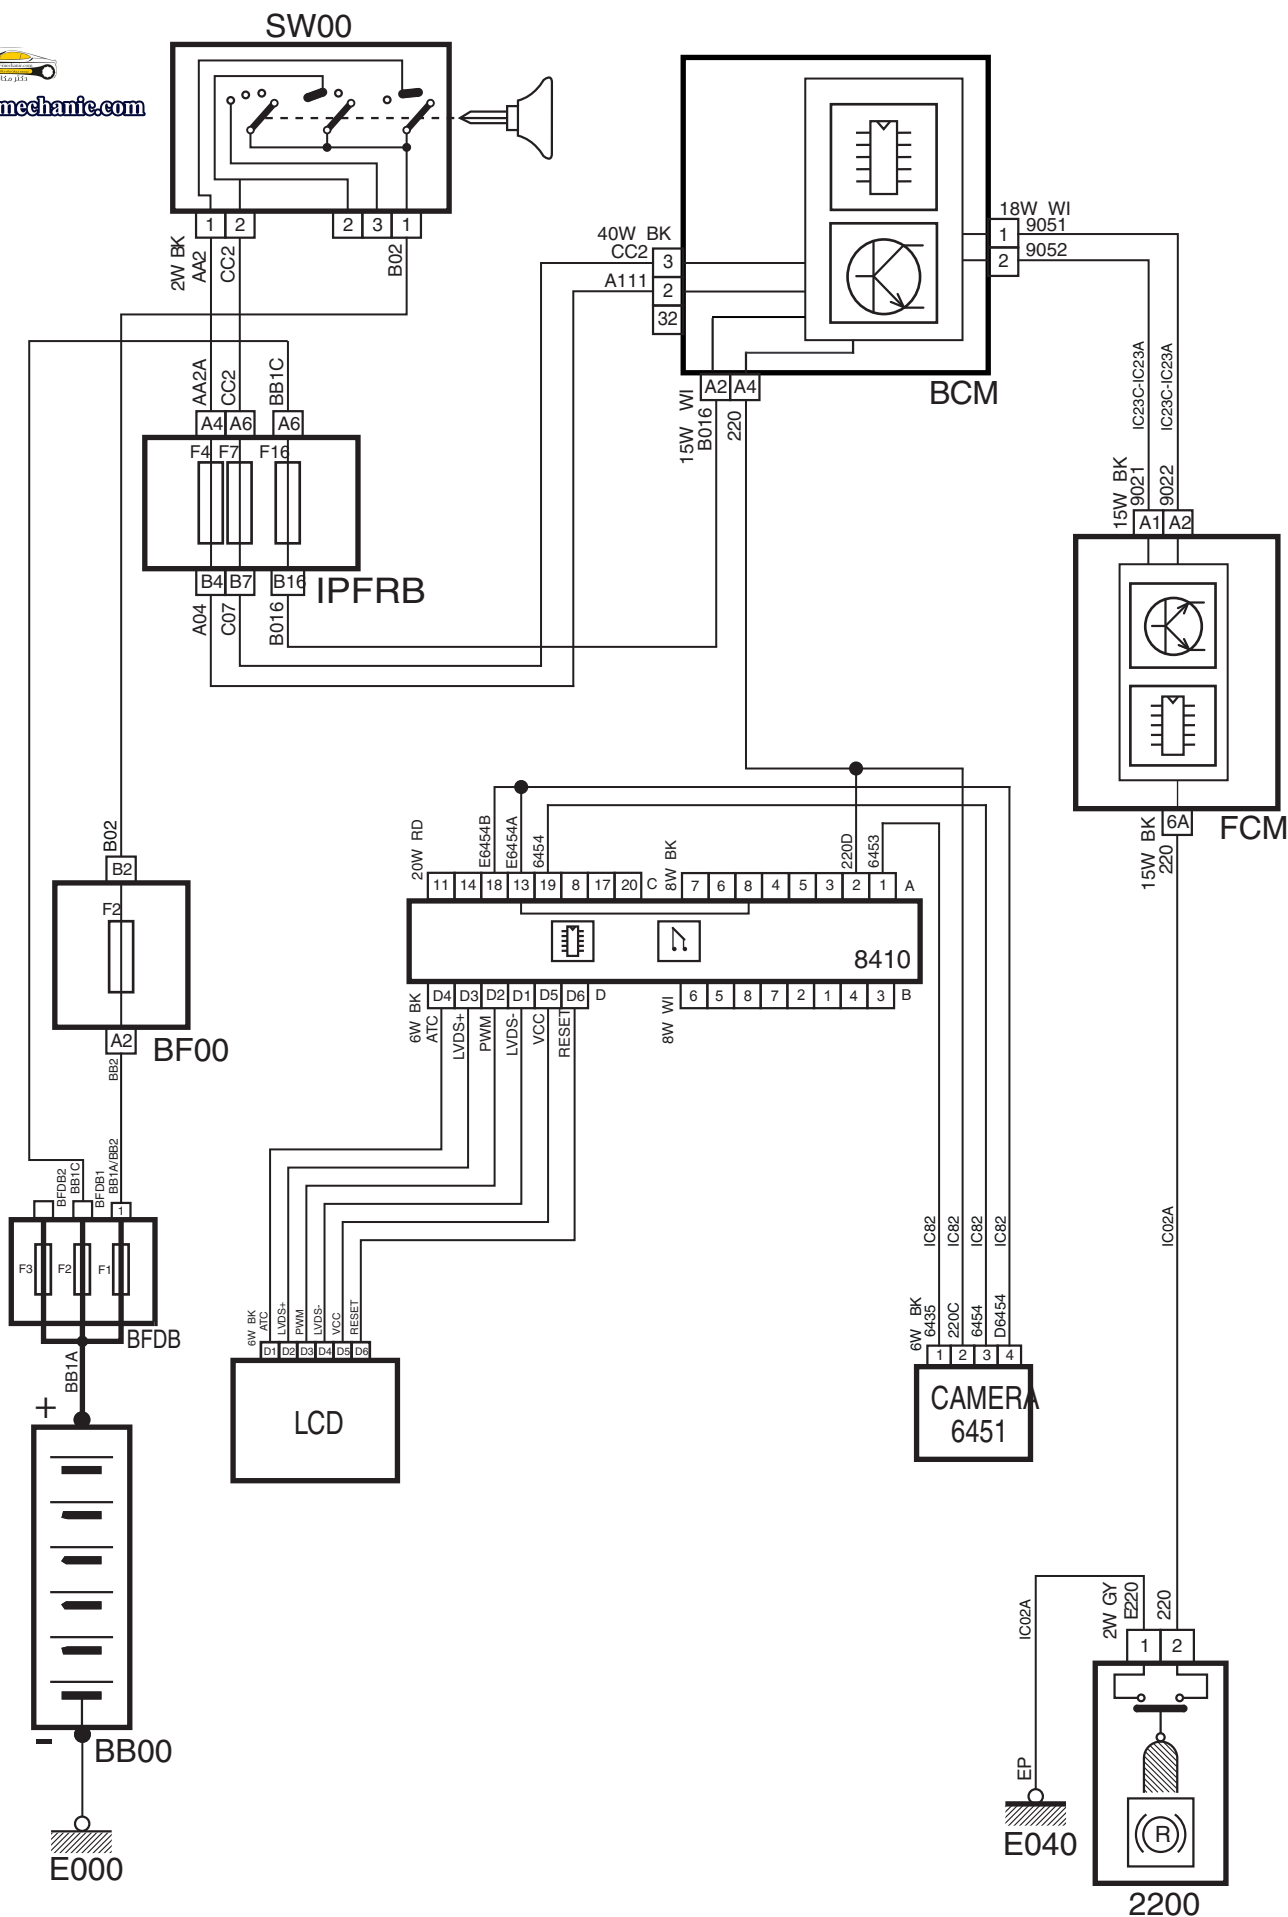 SW00
mechanic.com
1 2 2 3 1
2W BK
AA2
CC2
B02
40W BK
CC2
A111
3
2
32
18W WI
9051
9052
1
2
BCM
A2 A4
15W WI
B016
220
AA2A
CC2
BB1C
A4 A6 A6
F4 F7 F16
B4 B7 B16
IPFRB
A04
C07
B016
IC23C-IC23A
IC23C-IC23A
15W BK
9021
9022
A1 A2
FCM
6A
15W BK
220
B02
B2
F2
A2
BF00
BB2
20W RD
E6454B
E6454A
6454
8W BK
220D
6453
11 14 18 13 19 8 17 20 C
7 6 8 4 5 3 2 1 A
8410
D4 D3 D2 D1 D5 D6 D
6 5 8 7 2 1 4 3 B
6W BK
ATC
LVDS+
PWM
LVDS-
VCC
RESET
8W WI
BFDB2
BB1C
BFDB1
BB1A/BB2
1
F3 F2 F1
BFDB
BB1A
+
-
BB00
E000
6W BK
ATC
LVDS+
PWM
LVDS-
VCC
RESET
D1 D2 D3 D4 D5 D6
LCD
IC82
IC82
IC82
IC82
6W BK
6435
220C
6454
D6454
1 2 3 4
CAMERA
6451
IC02A
IC02A
2W GY
E220
220
1 2
EP
E040
R
2200